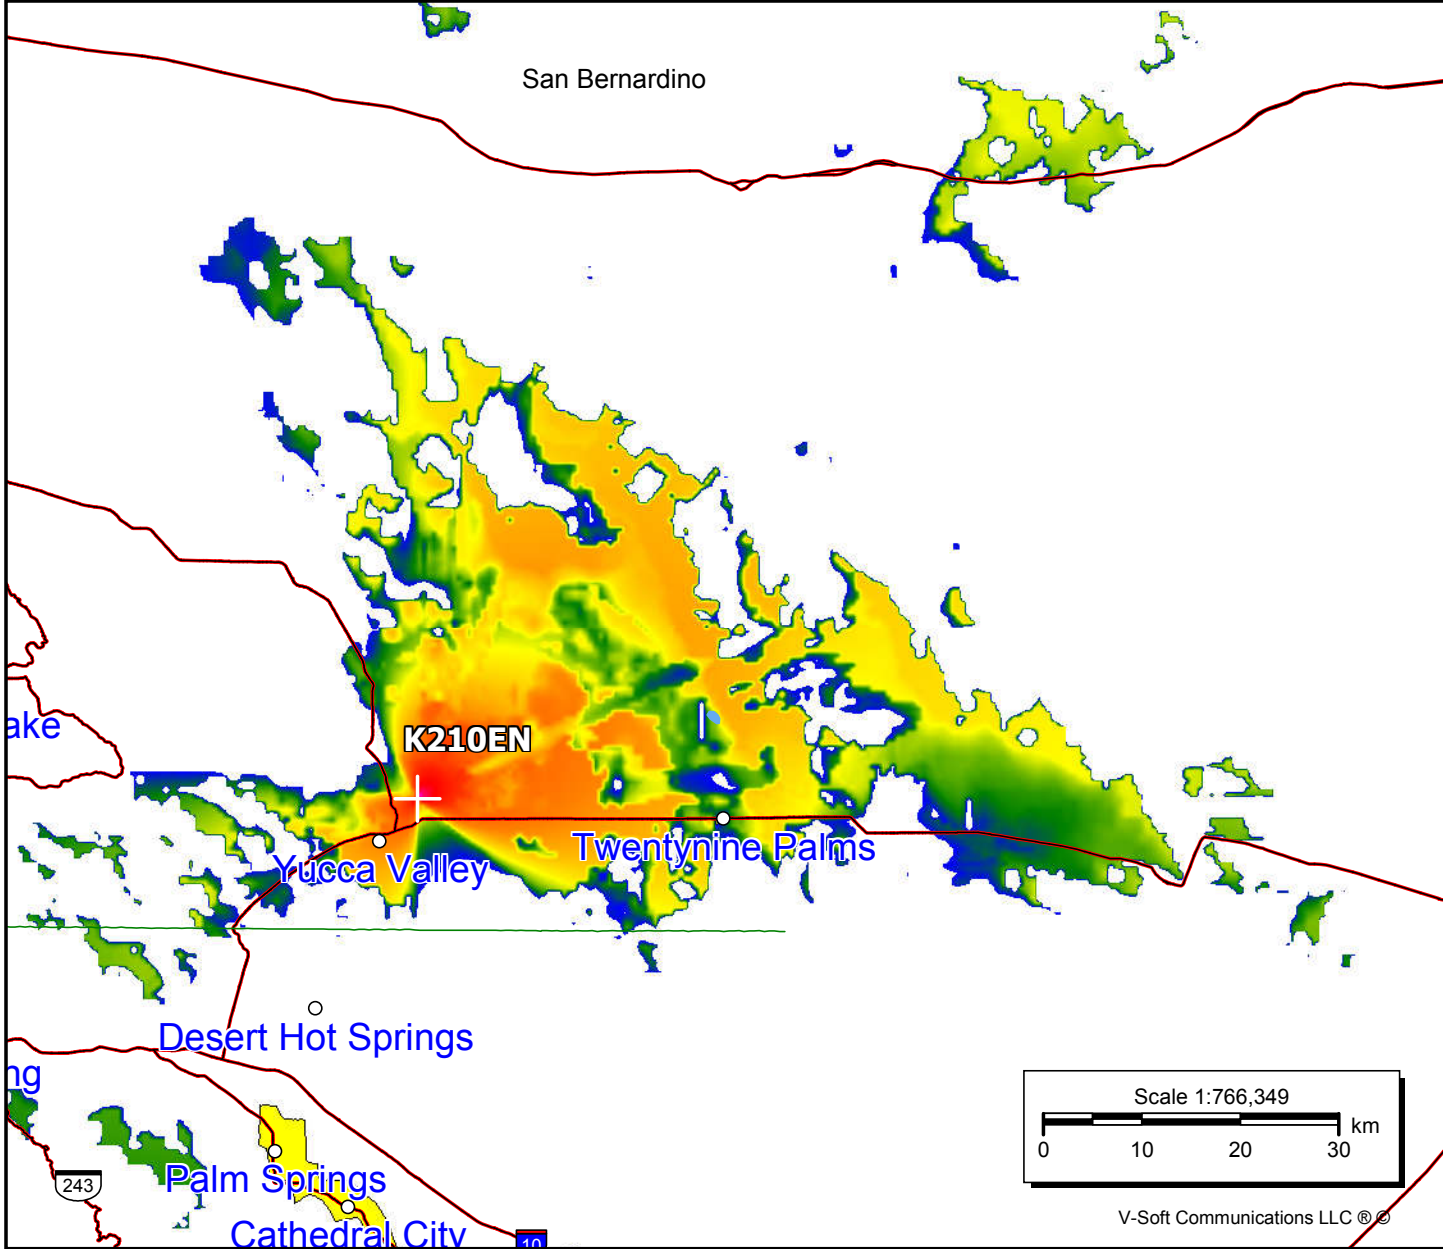 San Bernardino
ake
K210EN
Twentynine Palms
Yucca Valley
Desert Hot Springs
ng
Scale 1:766,349
km
0 10 20 30
243
Palm Springs
V-Soft Communications LLC ® ©
Cathedral City
10